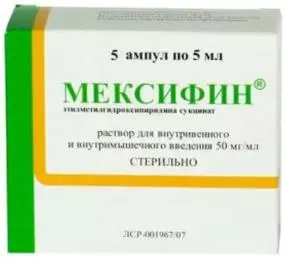 5 ампул по 5 мл
МЕКСИФИН®
этилметилгидроксипиридина сукцинат
раствор для внутривенного
и внутримышечного введения 50 мг/мл
СТЕРИЛЬНО
ЛСР-001967/07